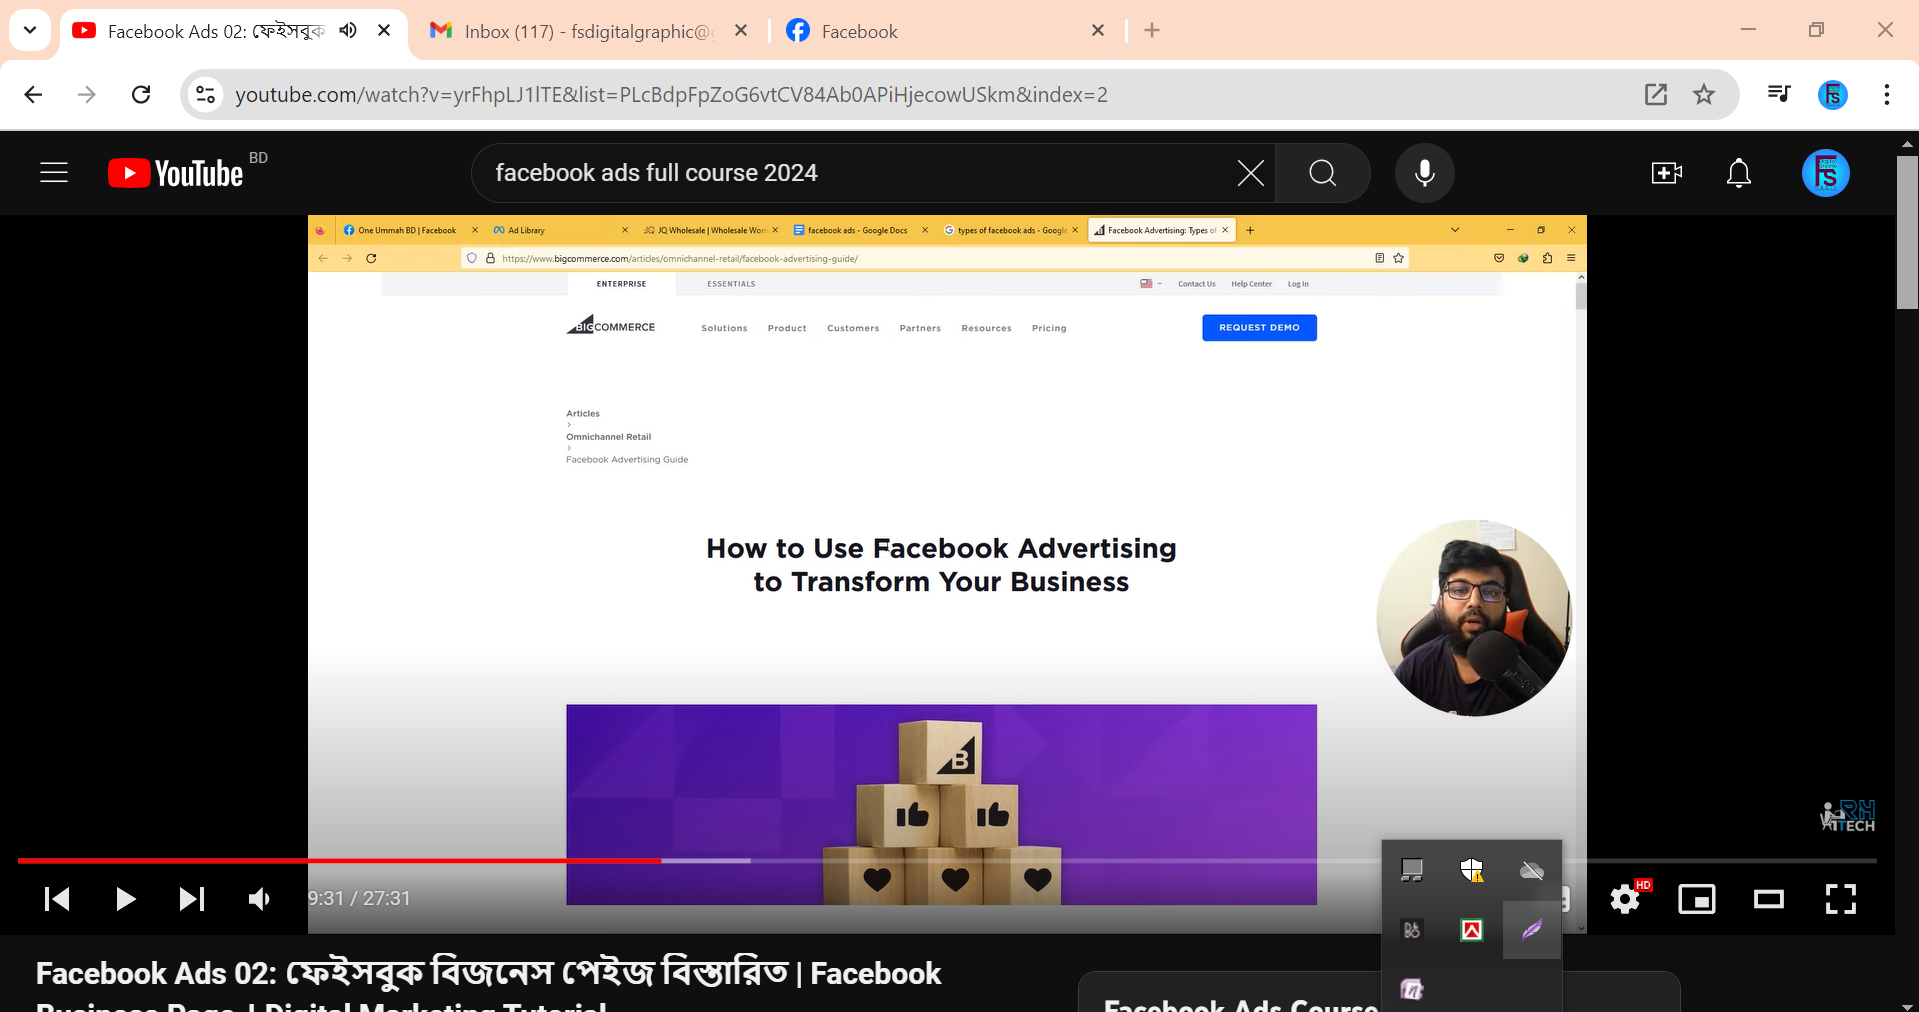 Facebook Ads 02: ফেইসবুক
Inbox (117) - fsdigitalgraphic@g
Facebook
youtube.com/watch?v=yrFhpLJ1lTE&list=PLcBdpFpZoG6vtCV84Ab0APiHjecowUSkm&index=2
YouTube BD
facebook ads full course 2024
One Ummah BD | Facebook
Ad Library
JQ JQ Wholesale | Wholesale Wom
facebook ads - Google Docs
types of facebook ads - Google
Facebook Advertising: Types of
https://www.bigcommerce.com/articles/omnichannel-retail/facebook-advertising-guide/
ENTERPRISE ESSENTIALS
Contact Us Help Center Log In
BIGCOMMERCE
Solutions Product Customers Partners Resources Pricing
REQUEST DEMO
Articles
>
Omnichannel Retail
>
Facebook Advertising Guide
How to Use Facebook Advertising
to Transform Your Business
B
RH
ITECH
9:31 / 27:31
HD
Facebook Ads 02: ফেইসবুক বিজনেস পেইজ বিস্তারিত | Facebook
Business Page | Digital Marketing Tutorial
Facebook Ads Course